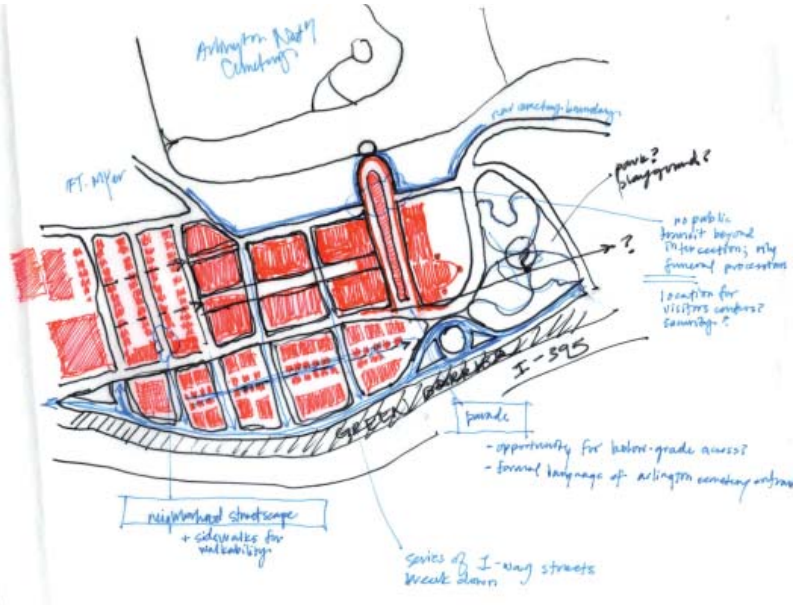 Arlington Nat'l
Cemetery
new cemetery boundary
FT. Myer
park?
playground?
?
no public
transit beyond
intersection; only
funeral processions
location for
visitors center?
security?
I-395
GREEN BARRIER
parade
- opportunity for below-grade access?
- formal language of arlington cemetery entran
neighborhood streetscape
+ sidewalks for
walkability
series of 1-way streets
break down